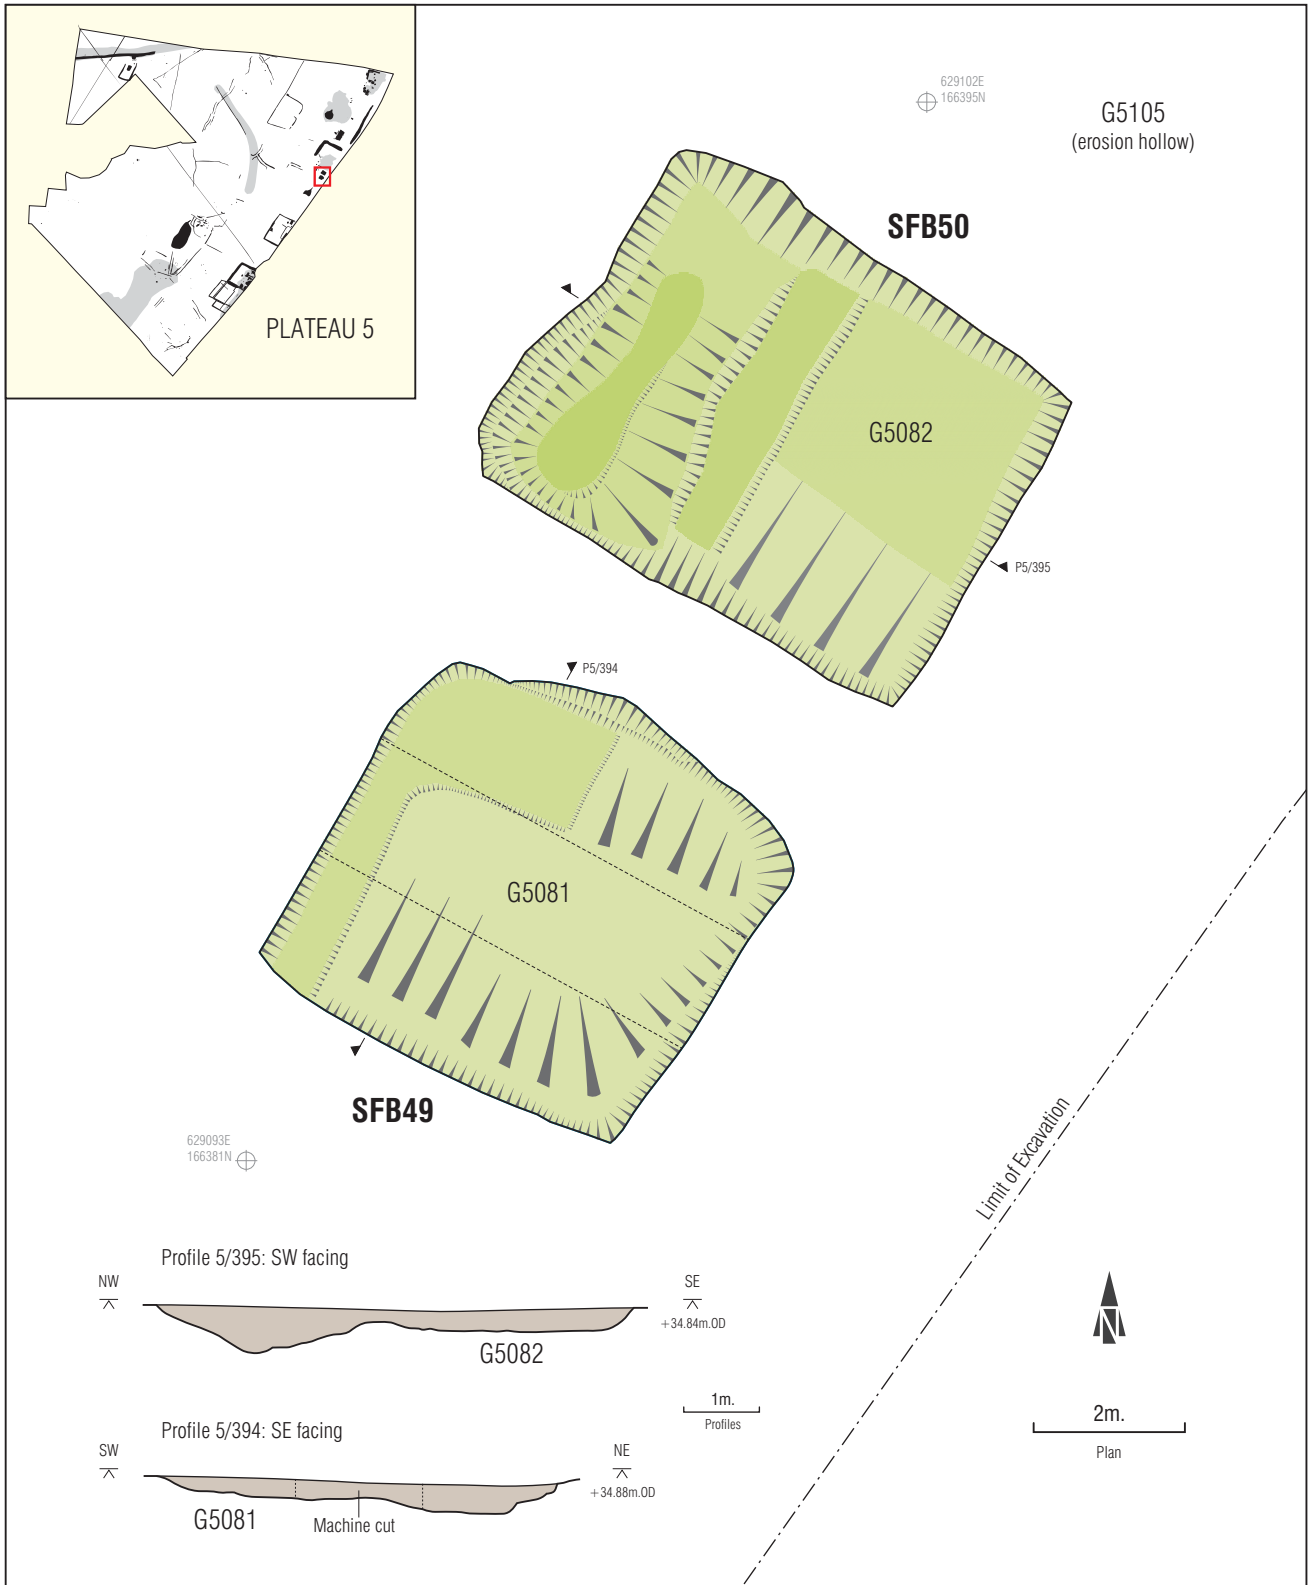 PLATEAU 5
629102E
166395N
G5105
(erosion hollow)
SFB50
G5082
P5/395
P5/394
G5081
SFB49
629093E
166381N
Limit of Excavation
Profile 5/395: SW facing
NW
SE
+34.84m.OD
G5082
1m.
Profiles
Profile 5/394: SE facing
SW
NE
+34.88m.OD
G5081
Machine cut
N
2m.
Plan